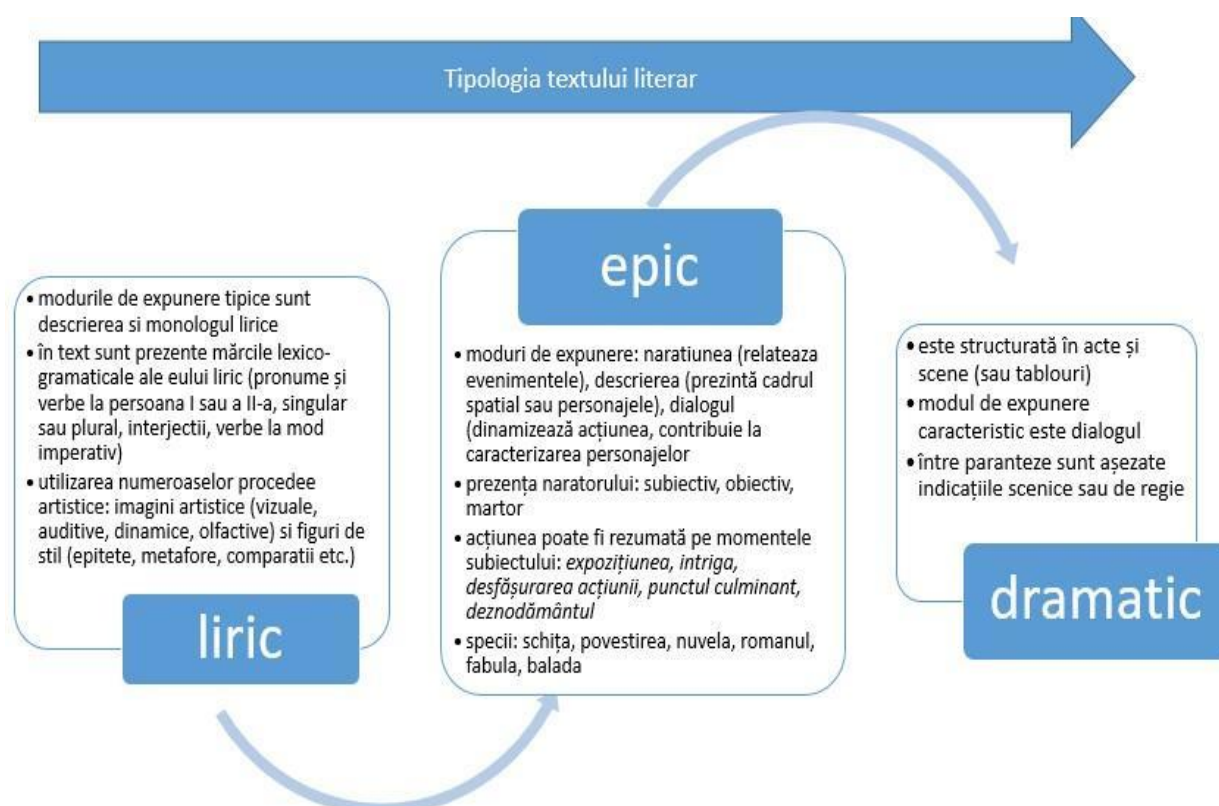 Tipologia textului literar
• modurile de expunere tipice sunt
descrierea si monologul lirice
• în text sunt prezente mărcile lexico-
gramaticale ale eului liric (pronume și
verbe la persoana I sau a II-a, singular
sau plural, interjectii, verbe la mod
imperativ)
• utilizarea numeroaselor procedee
artistice: imagini artistice (vizuale,
auditive, dinamice, olfactive) si figuri de
stil (epitete, metafore, comparatii etc.)
liric
epic
• moduri de expunere: naratiunea (relateaza
evenimentele), descrierea (prezintă cadrul
spatial sau personajele), dialogul
(dinamizează acțiunea, contribuie la
caracterizarea personajelor
• prezența naratorului: subiectiv, obiectiv,
martor
• acțiunea poate fi rezumată pe momentele
subiectului: expozițiunea, intriga,
desfășurarea acțiunii, punctul culminant,
deznodământul
• specii: schița, povestirea, nuvela, romanul,
fabula, balada
• este structurată în acte și
scene (sau tablouri)
• modul de expunere
caracteristic este dialogul
• între paranteze sunt așezate
indicațiile scenice sau de regie
dramatic